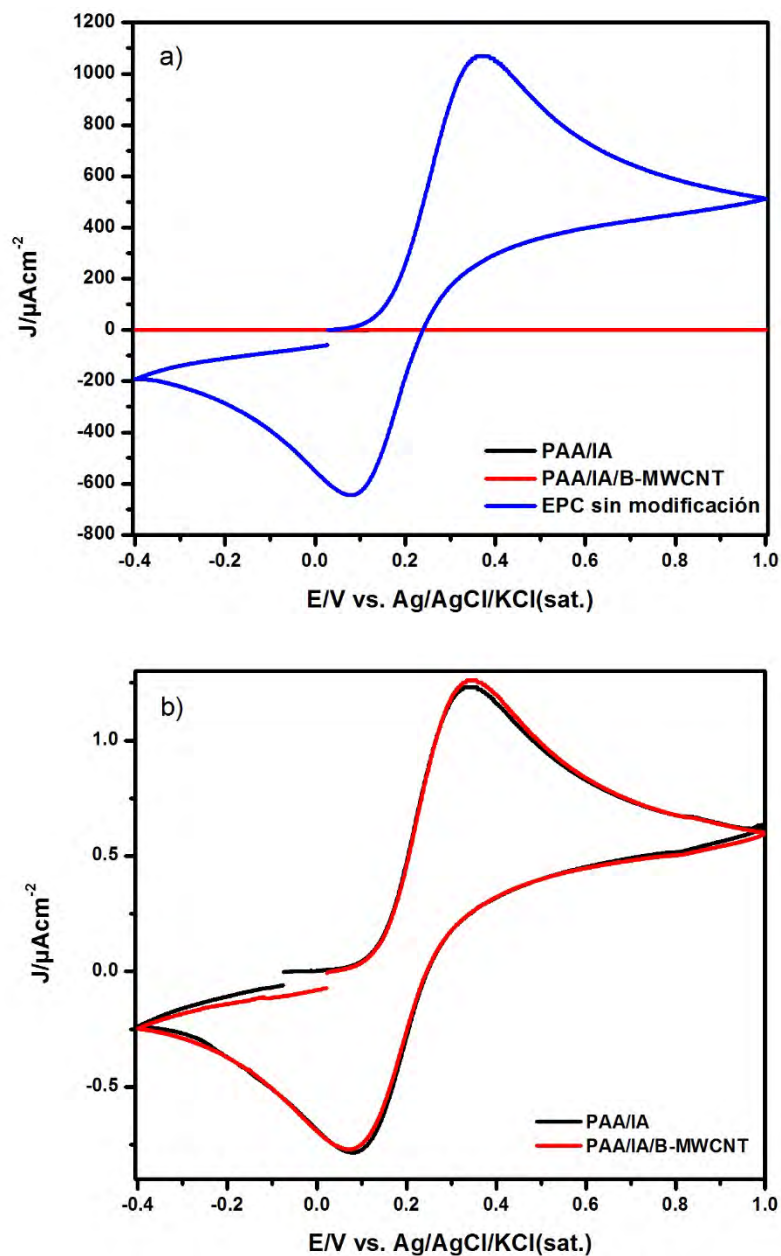 a)
1200
1000
800
600
400
200
0
-200
-400
-600
-800
J/µAcm⁻²
PAA/IA
PAA/IA/B-MWCNT
EPC sin modificación
-0.4 -0.2 0.0 0.2 0.4 0.6 0.8 1.0
E/V vs. Ag/AgCl/KCl(sat.)
b)
1.0
0.5
0.0
-0.5
J/µAcm⁻²
PAA/IA
PAA/IA/B-MWCNT
-0.4 -0.2 0.0 0.2 0.4 0.6 0.8 1.0
E/V vs. Ag/AgCl/KCl(sat.)